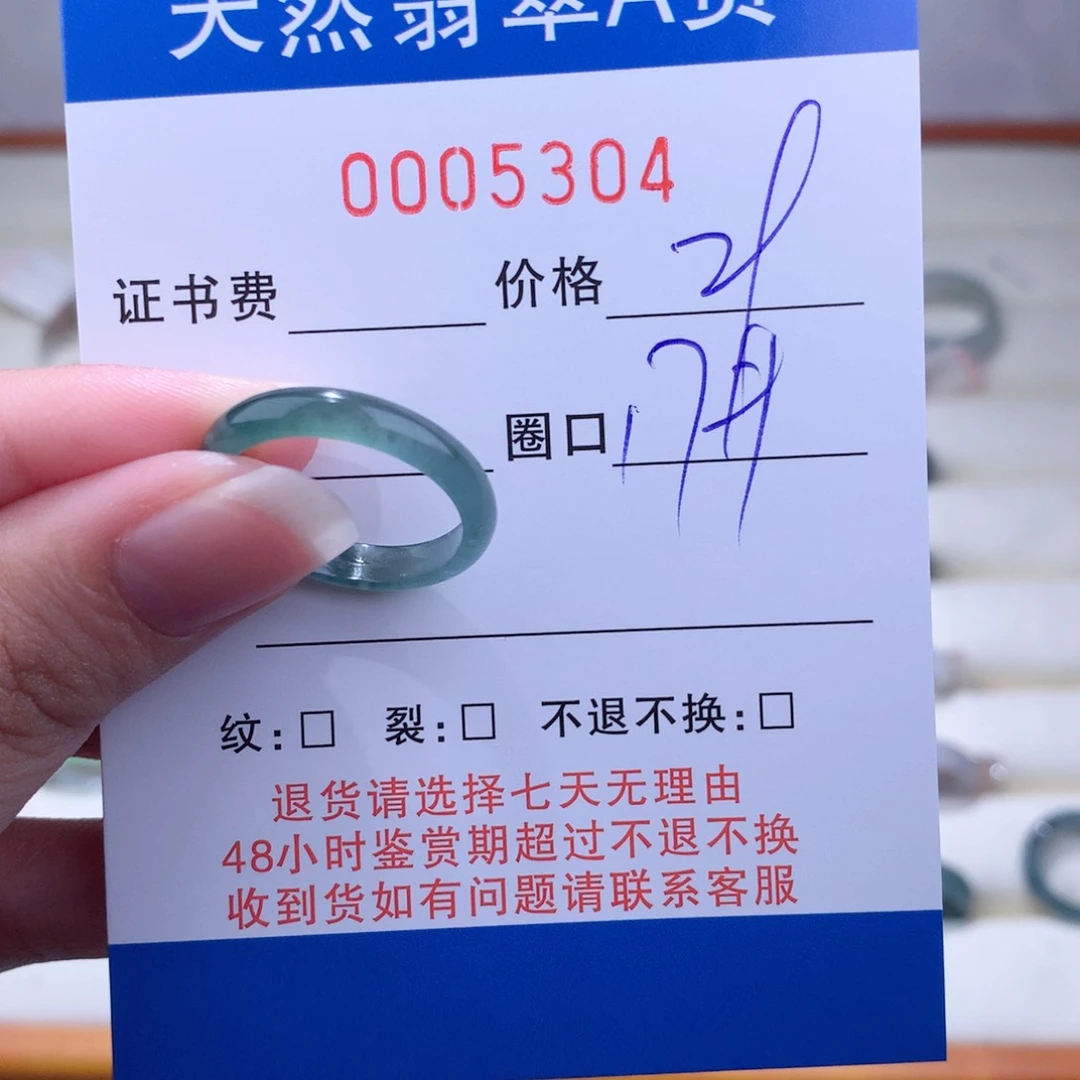 天然翡翠A货
0005304
证书费 价格
圈口 17
纹:□ 裂:□ 不退不换:□
退货请选择七天无理由
48小时鉴赏期超过不退不换
收到货如有问题请联系客服